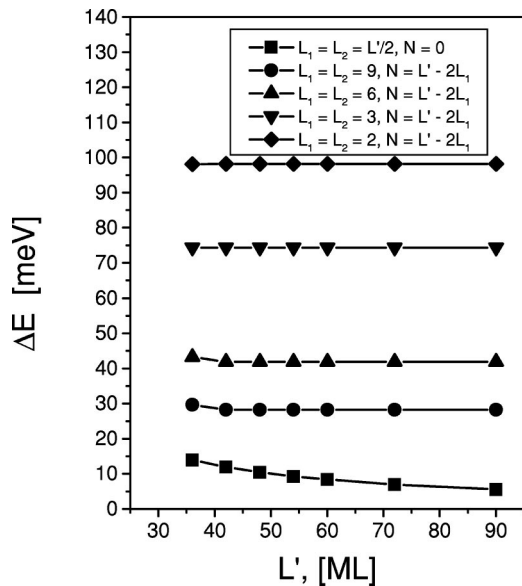 140
130
120
110
100
90
80
70
60
50
40
30
20
10
0
ΔE [meV]
L₁ = L₂ = L'/2, N = 0
L₁ = L₂ = 9, N = L' - 2L₁
L₁ = L₂ = 6, N = L' - 2L₁
L₁ = L₂ = 3, N = L' - 2L₁
L₁ = L₂ = 2, N = L' - 2L₁
30 40 50 60 70 80 90
L', [ML]